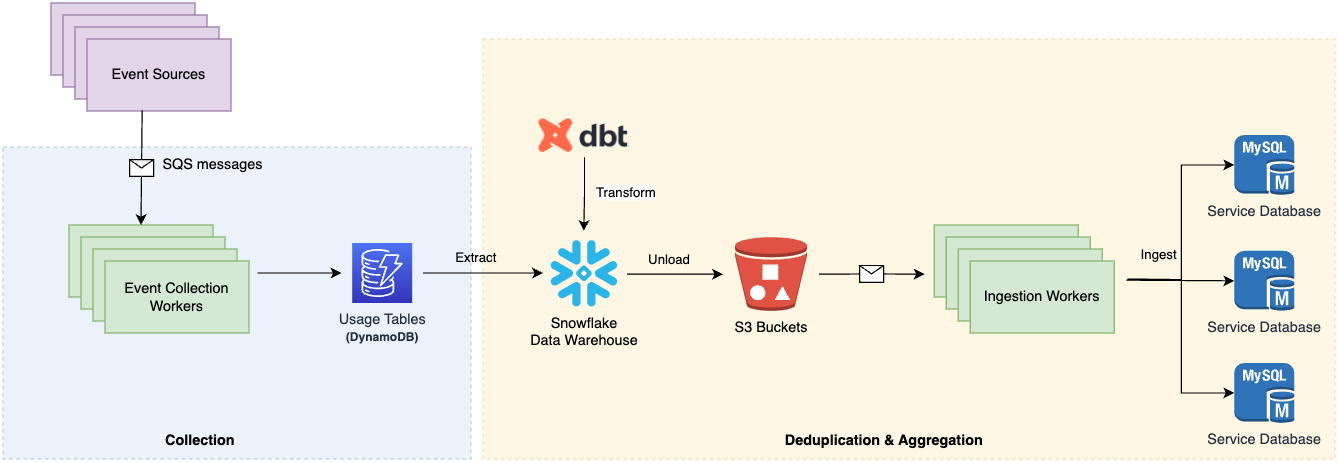 Event Sources
SQS messages
Event Collection
Workers
Usage Tables
(DynamoDB)
Collection
Extract
dbt
Transform
Snowflake
Data Warehouse
Unload
S3 Buckets
Ingestion Workers
Ingest
MySQL
M
Service Database
MySQL
M
Service Database
MySQL
M
Service Database
Deduplication & Aggregation